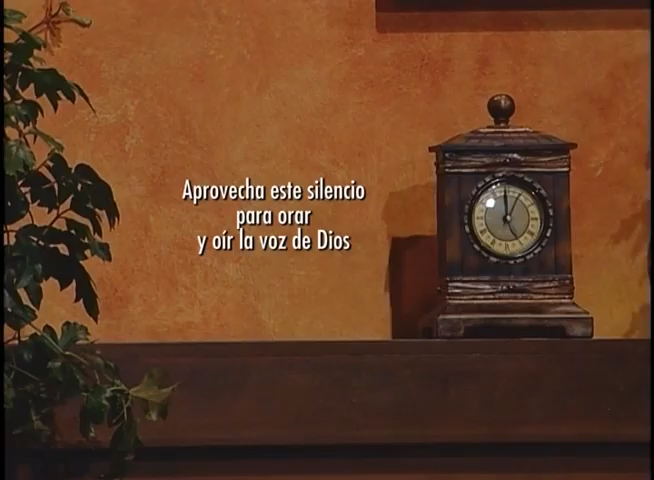 Aprovecha este silencio
para orar
y oír la voz de Dios